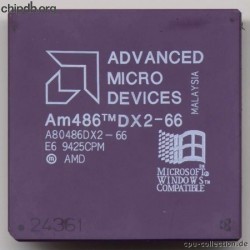 chipdb.org
ADVANCED
MICRO
DEVICES
MALAYSIA
Am486™DX2-66
A80486DX2-66
E6 9425CPM
Ⓜ AMD
MICROSOFT
WINDOWS™
COMPATIBLE
24361
cpu-collection.de